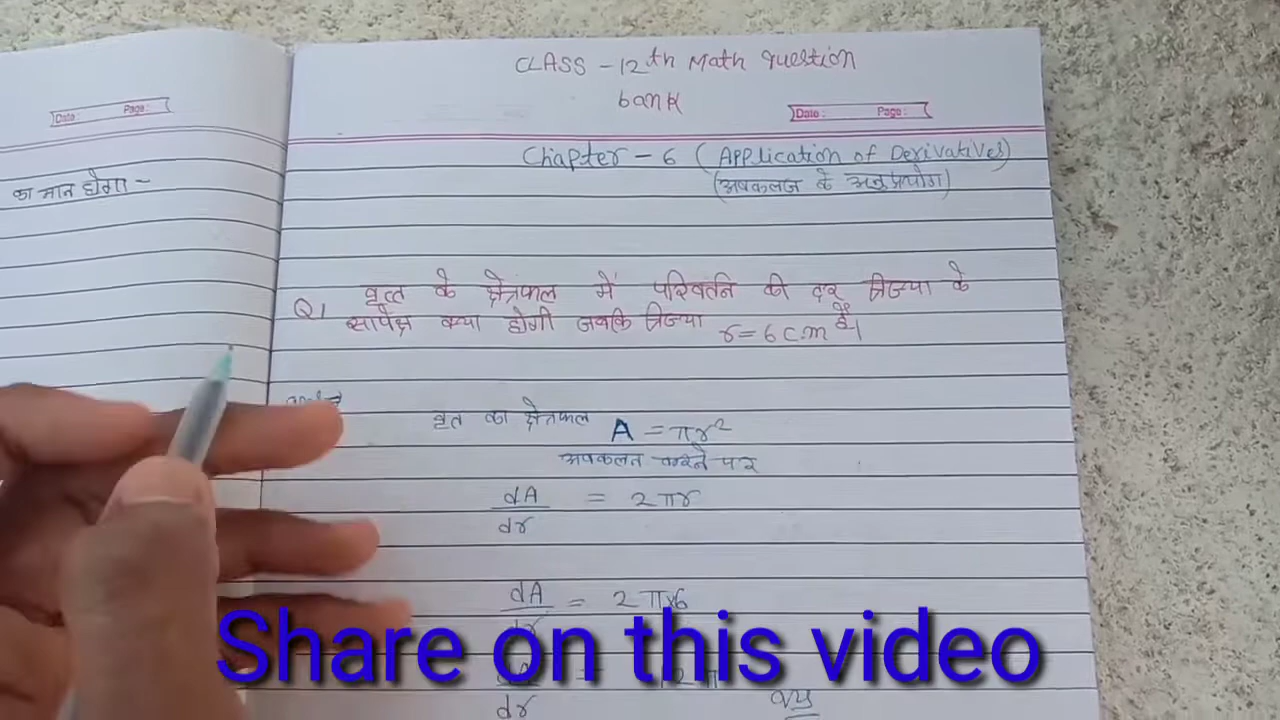 CLASS - 12th Math question
bank
Date : Page :
Date : Page :
Chapter - 6 ( Application of Derivatives)
(अवकलज के अनुप्रयोग)
का मान होगा -
Q1 वृत्त के क्षेत्रफल में परिवर्तन की दर त्रिज्या के
सापेक्ष क्या होगी जबकि त्रिज्या r = 6 c.m है।
वृत का क्षेत्रफल A = πr²
अवकलन करने पर
dA
dr
= 2πr
dA
dr
= 2π×6
dr
= 12π
Share on this video